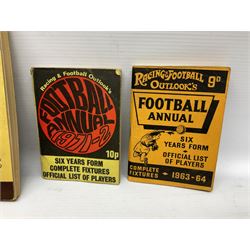 Racing & Football Outlook's
FOOTBALL
ANNUAL
1971-2
10p
SIX YEARS FORM
COMPLETE FIXTURES
OFFICIAL LIST OF PLAYERS
RACING & FOOTBALL
OUTLOOK'S
9D
FOOTBALL
ANNUAL
SIX
YEARS FORM
OFFICIAL LIST
OF PLAYERS
COMPLETE
FIXTURES
1963-64